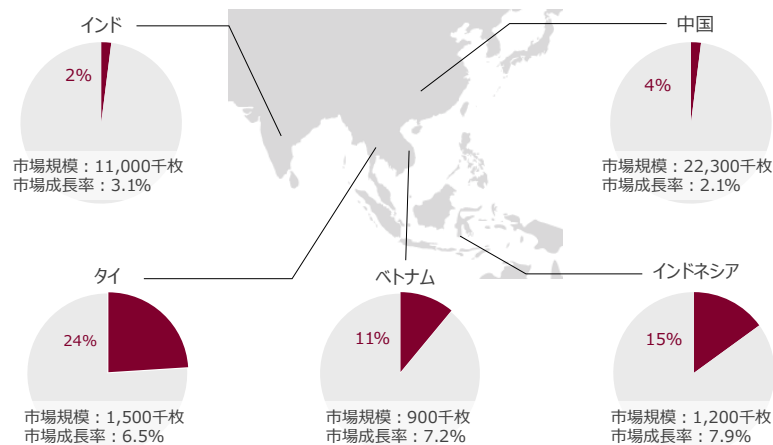 インド
2%
市場規模：11,000千枚
市場成長率：3.1%
中国
4%
市場規模：22,300千枚
市場成長率：2.1%
タイ
24%
市場規模：1,500千枚
市場成長率：6.5%
ベトナム
11%
市場規模：900千枚
市場成長率：7.2%
インドネシア
15%
市場規模：1,200千枚
市場成長率：7.9%